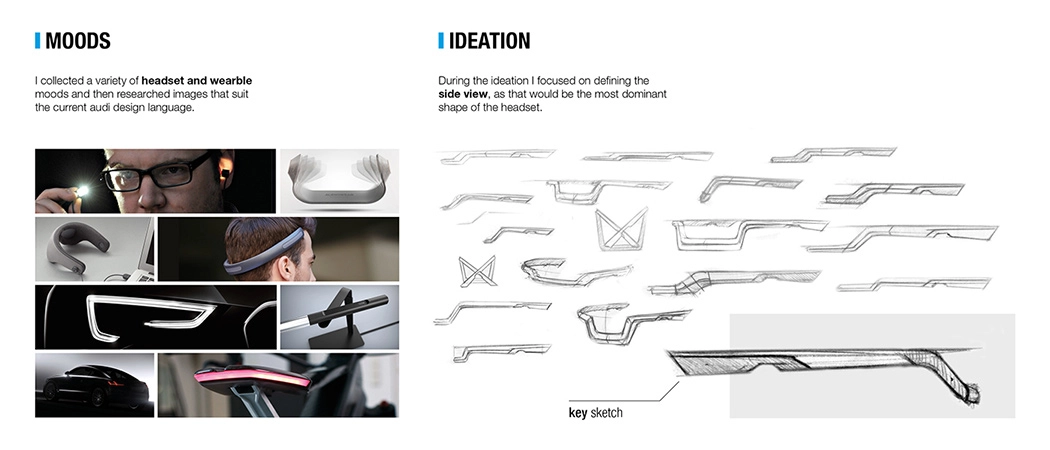 MOODS
I collected a variety of headset and wearble
moods and then researched images that suit
the current audi design language.
IDEATION
During the ideation I focused on defining the
side view, as that would be the most dominant
shape of the headset.
key sketch